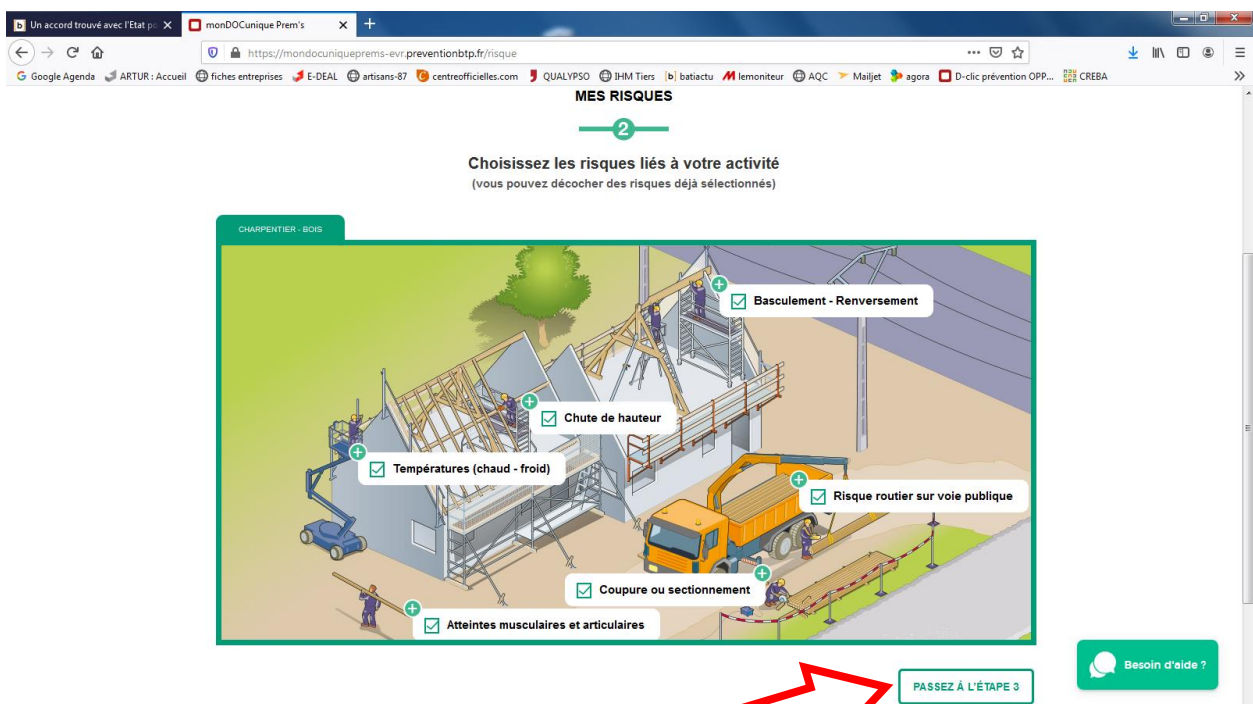 Un accord trouvé avec l'Etat po
monDOCunique Prem's
https://mondocuniqueprems-evr.preventionbtp.fr/risque
Google Agenda ARTUR : Accueil fiches entreprises E-DEAL artisans-87 centreofficielles.com QUALYPSO IHM Tiers batiactu lemoniteur AQC Mailjet agora D-clic prévention OPP... CREBA
MES RISQUES
2
Choisissez les risques liés à votre activité
(vous pouvez décocher des risques déjà sélectionnés)
CHARPENTIER - BOIS
Basculement - Renversement
Chute de hauteur
Températures (chaud - froid)
Risque routier sur voie publique
Coupure ou sectionnement
Atteintes musculaires et articulaires
Besoin d'aide ?
PASSEZ À L'ÉTAPE 3